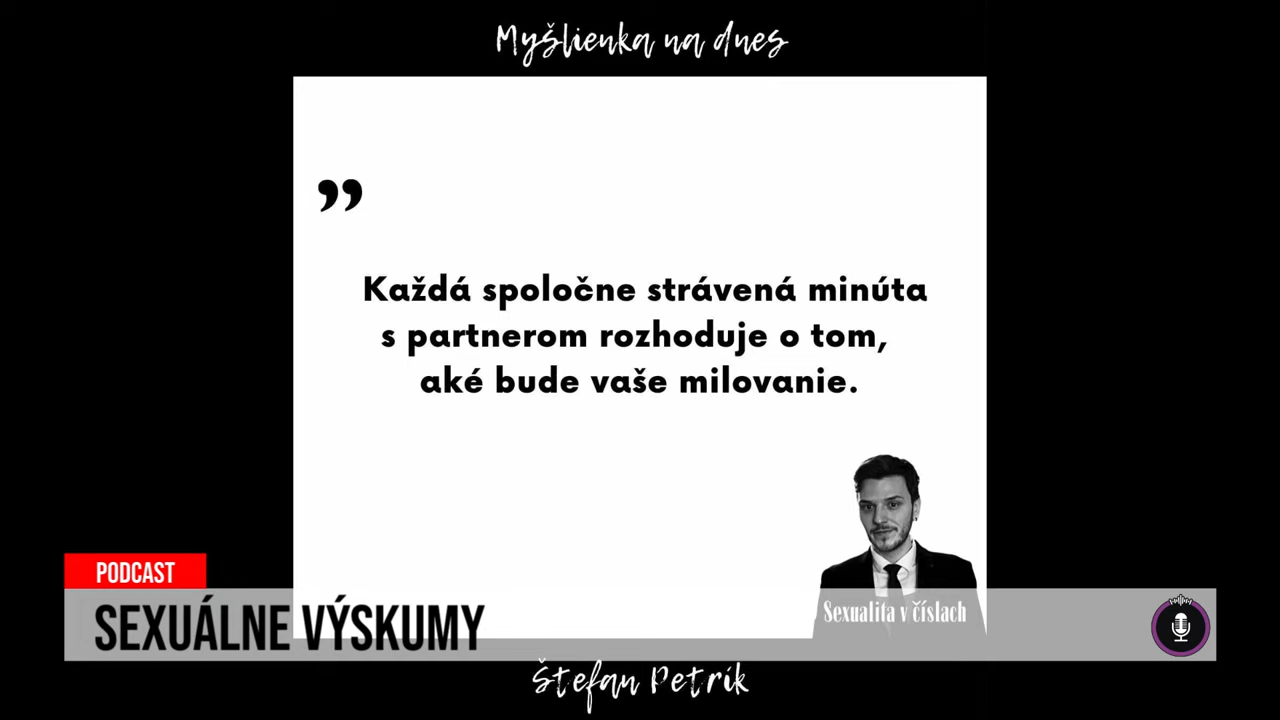 Myšlienka na dnes
”
Každá spoločne strávená minúta
s partnerom rozhoduje o tom,
aké bude vaše milovanie.
Sexualita v číslach
PODCAST
SEXUÁLNE VÝSKUMY
Štefan Petrík